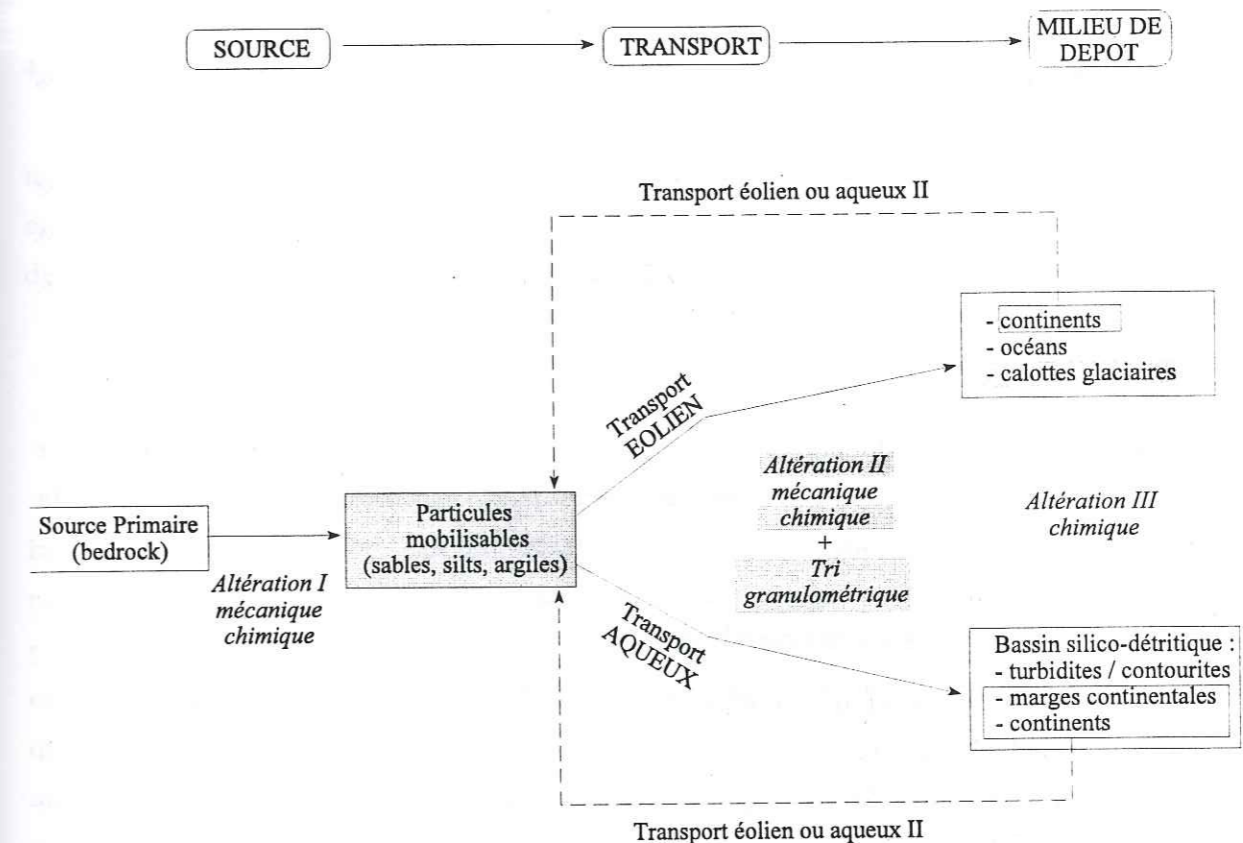 SOURCE
TRANSPORT
MILIEU DE
DEPOT
Transport éolien ou aqueux II
- continents
- océans
- calottes glaciaires
Transport
EOLIEN
Altération II
mécanique
chimique
+
Tri
granulométrique
Altération III
chimique
Source Primaire
(bedrock)
Altération I
mécanique
chimique
Particules
mobilisables
(sables, silts, argiles)
Transport
AQUEUX
Bassin silico-détritique :
- turbidites / contourites
- marges continentales
- continents
Transport éolien ou aqueux II